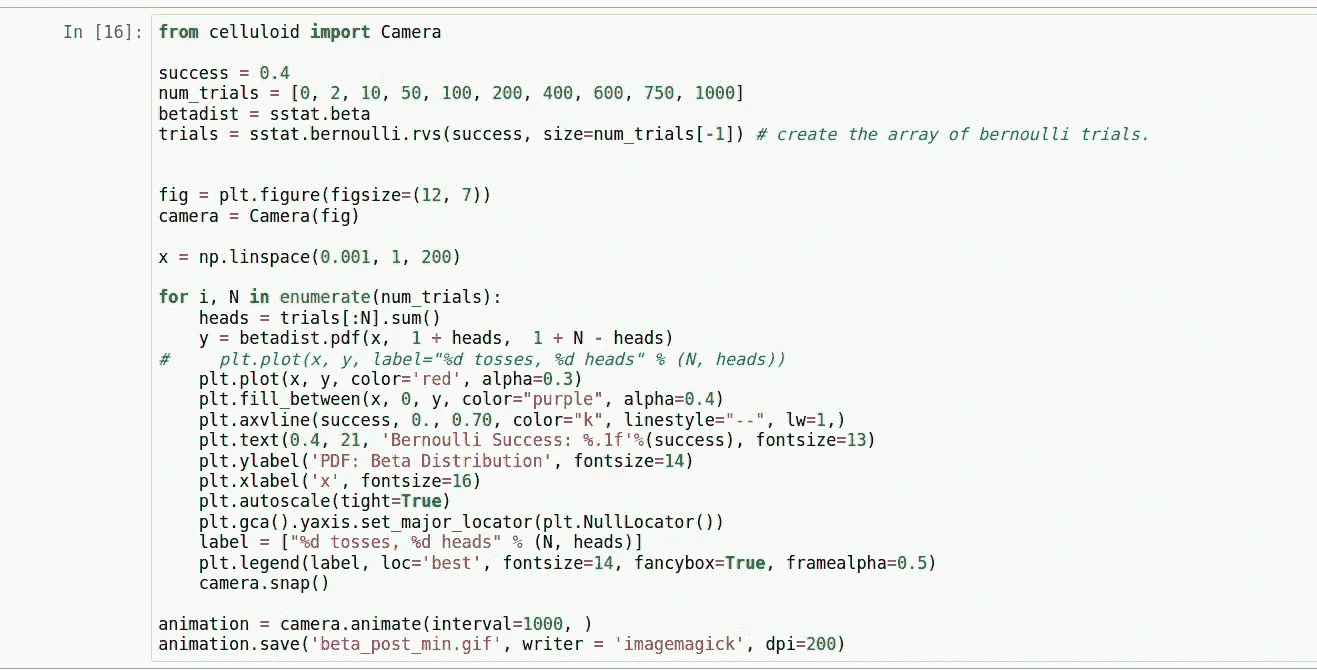 In [16]: from celluloid import Camera
success = 0.4
num_trials = [0, 2, 10, 50, 100, 200, 400, 600, 750, 1000]
betadist = sstat.beta
trials = sstat.bernoulli.rvs(success, size=num_trials[-1]) # create the array of bernoulli trials.
fig = plt.figure(figsize=(12, 7))
camera = Camera(fig)
x = np.linspace(0.001, 1, 200)
for i, N in enumerate(num_trials):
    heads = trials[:N].sum()
    y = betadist.pdf(x,  1 + heads,  1 + N - heads)
#     plt.plot(x, y, label="%d tosses, %d heads" % (N, heads))
    plt.plot(x, y, color='red', alpha=0.3)
    plt.fill_between(x, 0, y, color="purple", alpha=0.4)
    plt.axvline(success, 0., 0.70, color="k", linestyle="--", lw=1,)
    plt.text(0.4, 21, 'Bernoulli Success: %.1f'%(success), fontsize=13)
    plt.ylabel('PDF: Beta Distribution', fontsize=14)
    plt.xlabel('x', fontsize=16)
    plt.autoscale(tight=True)
    plt.gca().yaxis.set_major_locator(plt.NullLocator())
    label = ["%d tosses, %d heads" % (N, heads)]
    plt.legend(label, loc='best', fontsize=14, fancybox=True, framealpha=0.5)
    camera.snap()
animation = camera.animate(interval=1000, )
animation.save('beta_post_min.gif', writer = 'imagemagick', dpi=200)